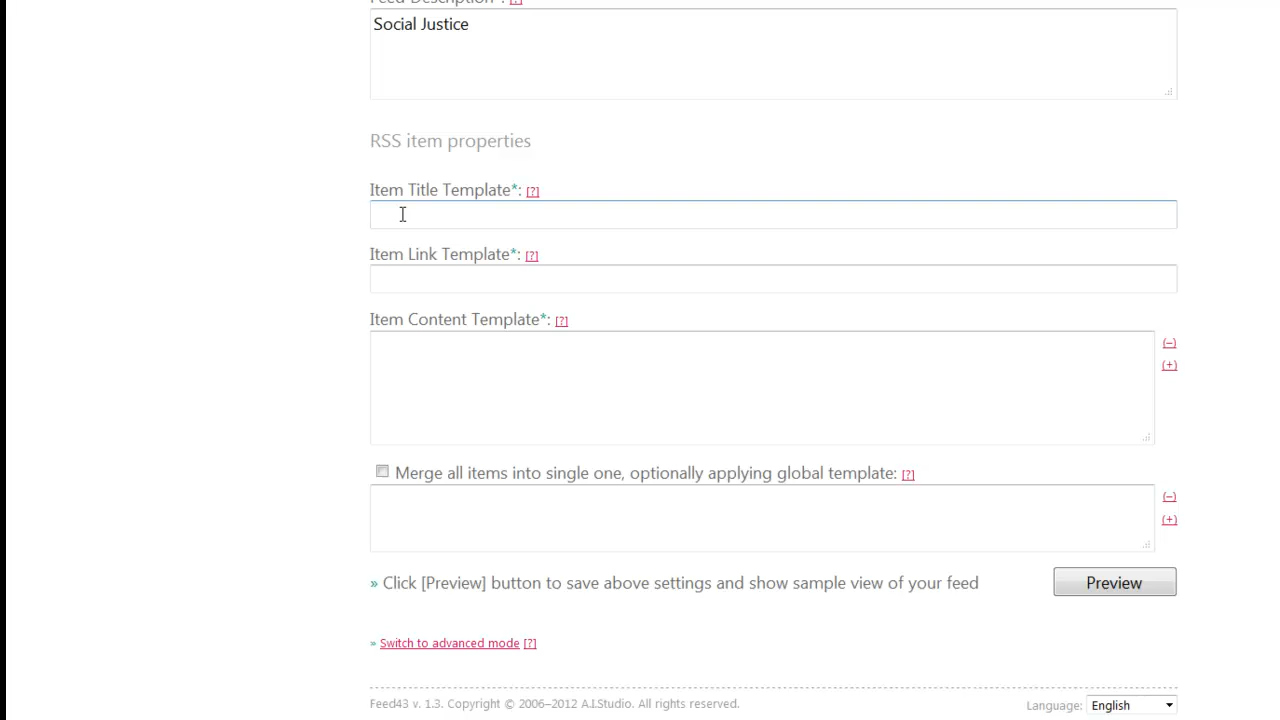 Feed Description*: [?]
Social Justice
RSS item properties
Item Title Template*: [?]
Item Link Template*: [?]
Item Content Template*: [?]
(–)
(+)
Merge all items into single one, optionally applying global template: [?]
(–)
(+)
» Click [Preview] button to save above settings and show sample view of your feed
Preview
» Switch to advanced mode [?]
Feed43 v. 1.3. Copyright © 2006–2012 A.I.Studio. All rights reserved.
Language: English